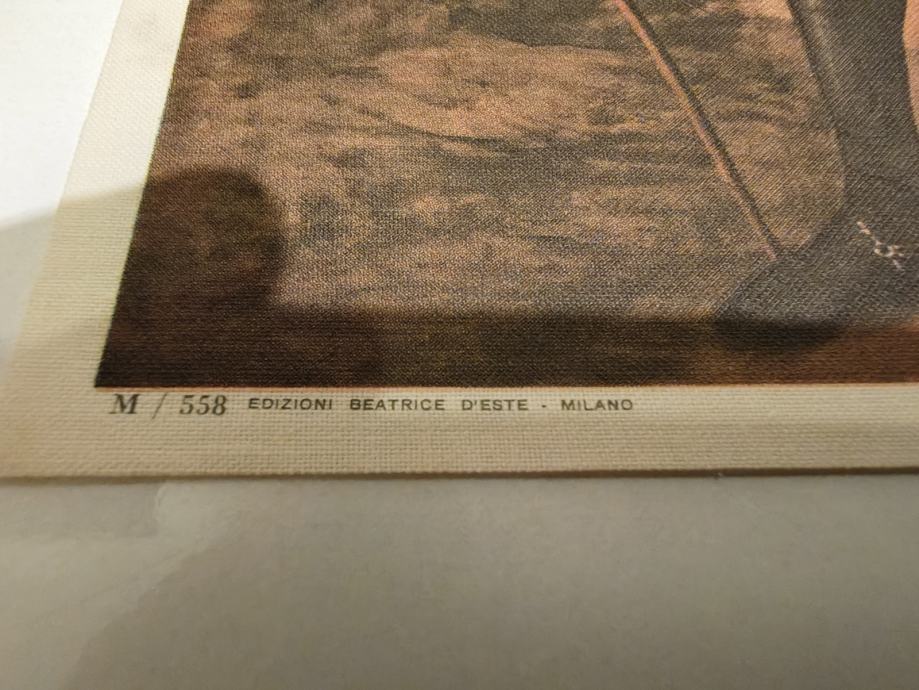 M / 558 EDIZIONI BEATRICE D'ESTE - MILANO